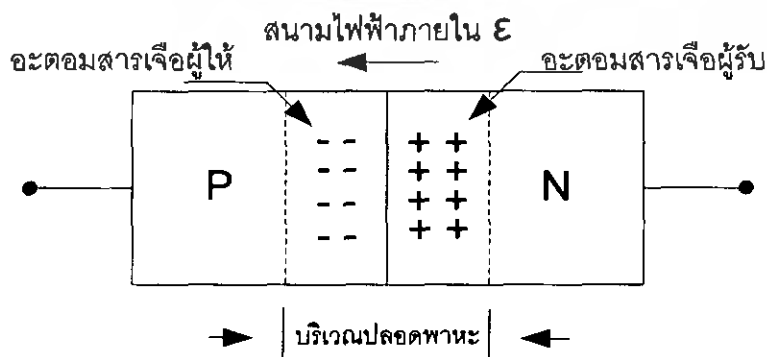 สนามไฟฟ้าภายใน ε
อะตอมสารเจือผู้ให้
อะตอมสารเจือผู้รับ
P
- -
- -
- -
- -
+ +
+ +
+ +
+ +
N
บริเวณปลอดพาหะ